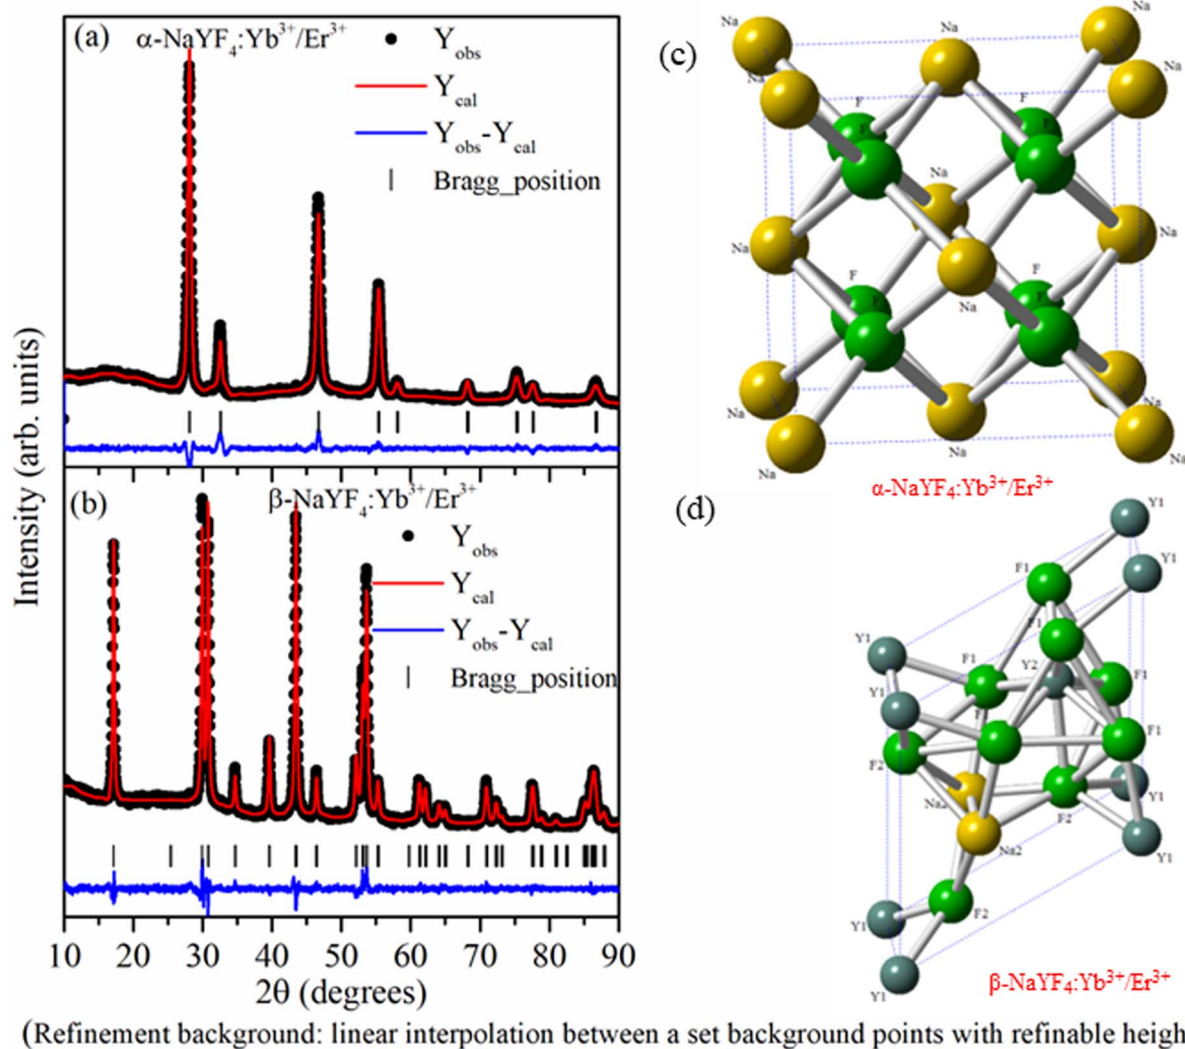 (a)
α-NaYF4:Yb3+/Er3+
Yobs
Ycal
Yobs-Ycal
Bragg_position
(b)
β-NaYF4:Yb3+/Er3+
Yobs
Ycal
Yobs-Ycal
Bragg_position
Intensity (arb. units)
10 20 30 40 50 60 70 80 90
2θ (degrees)
(c)
Na
Na
Na
Na
Na
F
F
F
Na
Na
Na
Na
F
F
F
F
Na
Na
Na
Na
Na
Na
α-NaYF4:Yb3+/Er3+
(d)
Y1
Y1
F1
F1
Y1
F1
Y2
F1
Y1
F1
F2
Na2
Y1
F2
Na2
Y1
F2
Y1
Y1
β-NaYF4:Yb3+/Er3+
(Refinement background: linear interpolation between a set background points with refinable heigh